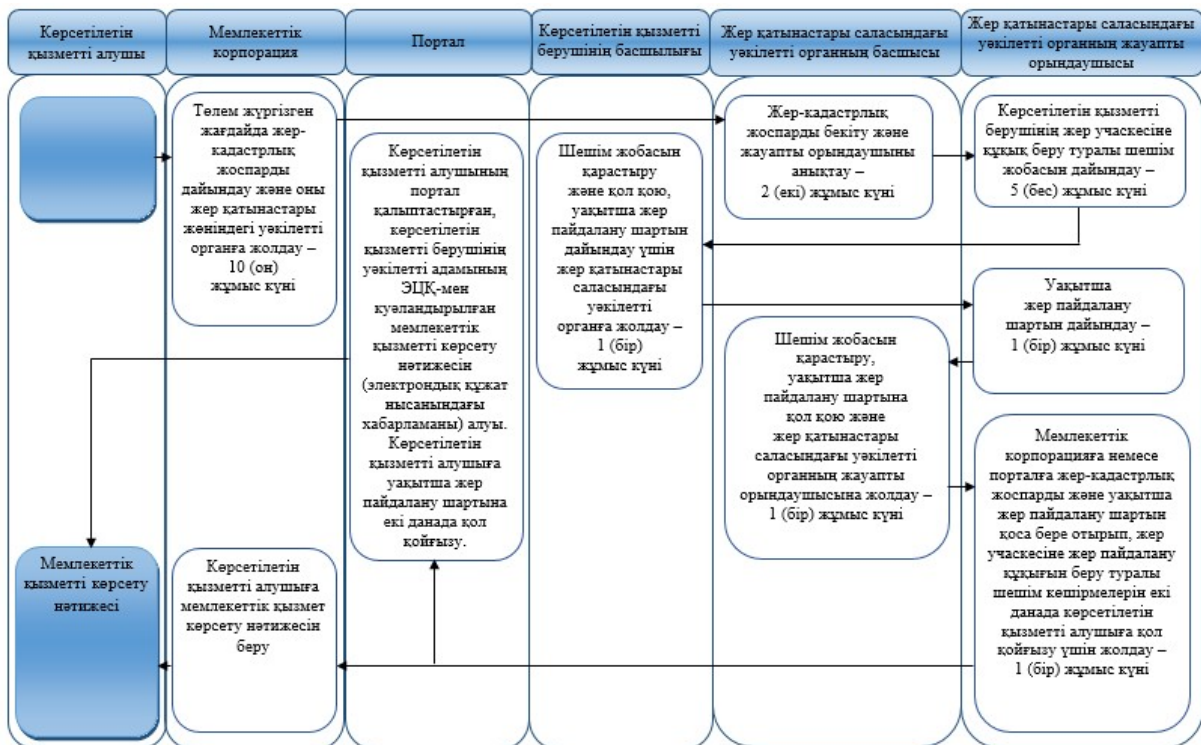 Көрсетілетін
қызметті алушы
Мемлекеттік
корпорация
Портал
Көрсетілетін қызметті
берушінің басшылығы
Жер қатынастары саласындағы
уәкілетті органның басшысы
Жер қатынастары саласындағы
уәкілетті органның жауапты
орындаушысы
Төлем жүргізген
жағдайда жер-
кадастрлық
жоспарды
дайындау және оны
жер қатынастары
жөніндегі уәкілетті
органға жолдау –
10 (он)
жұмыс күні
Көрсетілетін
қызметті алушының
портал
қалыптастырған,
көрсетілетін
қызметті берушінің
уәкілетті адамының
ЭЦҚ-мен
куәландырылған
мемлекеттік
қызметті көрсету
нәтижесін
(электрондық құжат
нысанындағы
хабарламаны) алуы.
Көрсетілетін
қызметті алушыға
уақытша жер
пайдалану шартына
екі данада қол
қойғызу.
Шешім жобасын
қарастыру
және қол қою,
уақытша жер
пайдалану шартын
дайындау үшін
жер қатынастары
саласындағы
уәкілетті
органға жолдау –
1 (бір)
жұмыс күні
Жер-кадастрлық
жоспарды бекіту және
жауапты орындаушыны
анықтау –
2 (екі) жұмыс күні
Көрсетілетін қызметті
берушінің жер учаскесіне
құқық беру туралы шешім
жобасын дайындау –
5 (бес) жұмыс күні
Уақытша
жер пайдалану
шартын дайындау –
1 (бір) жұмыс күні
Шешім жобасын
қарастыру,
уақытша жер
пайдалану шартына
қол қою және
жер қатынастары
саласындағы уәкілетті
органның жауапты
орындаушысына жолдау –
1 (бір) жұмыс күні
Мемлекеттік
корпорацияға немесе
порталға жер-кадастрлық
жоспарды және уақытша
жер пайдалану шартын
қоса бере отырып, жер
учаскесіне жер пайдалану
құқығын беру туралы
шешім көшірмелерін екі
данада көрсетілетін
қызметті алушыға қол
қойғызу үшін жолдау –
1 (бір) жұмыс күні
Мемлекеттік
қызметті көрсету
нәтижесі
Көрсетілетін
қызметті алушыға
мемлекеттік қызмет
көрсету нәтижесін
беру